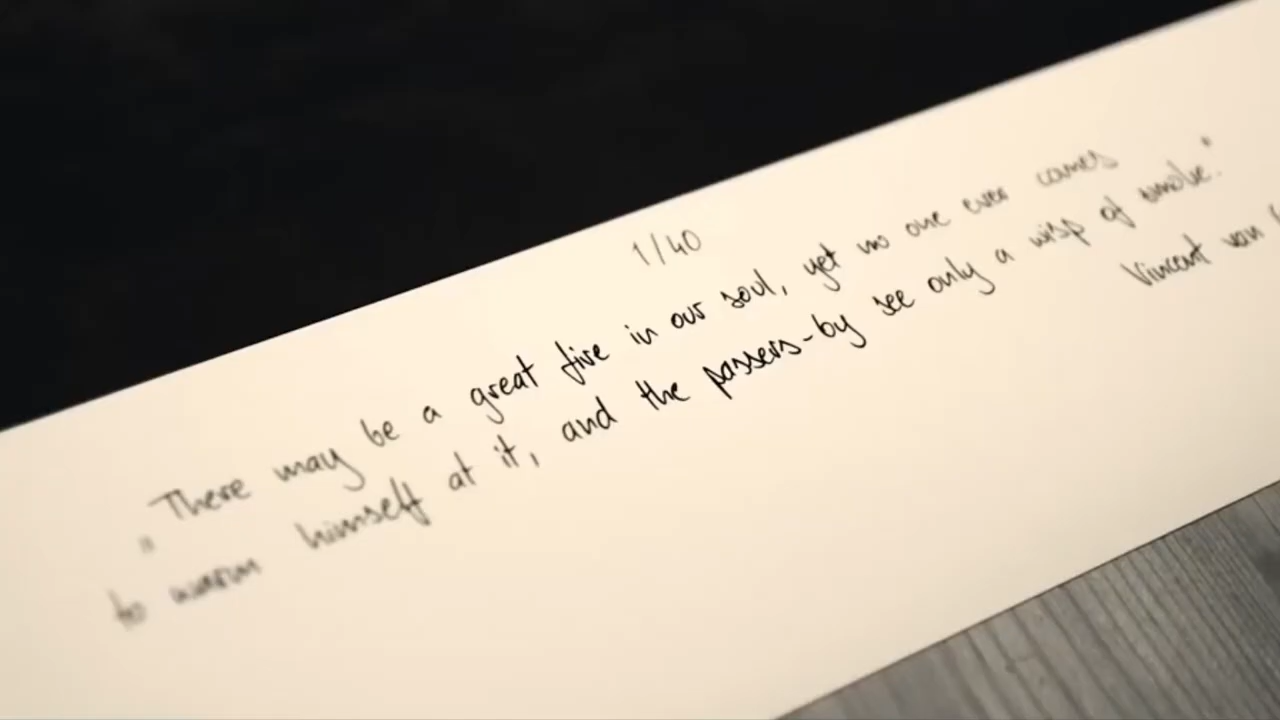 1/40
„There may be a great fire in our soul, yet no one ever comes
to warm himself at it, and the passers-by see only a wisp of smoke."
Vincent van